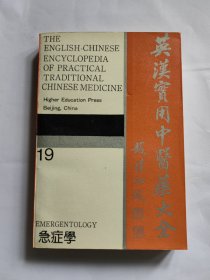 THE
ENGLISH-CHINESE
ENCYCLOPEDIA
OF PRACTICAL
TRADITIONAL
CHINESE MEDICINE
Higher Education Press
Beijing, China
19
EMERGENTOLOGY
急症學
英漢實用中醫藥大全